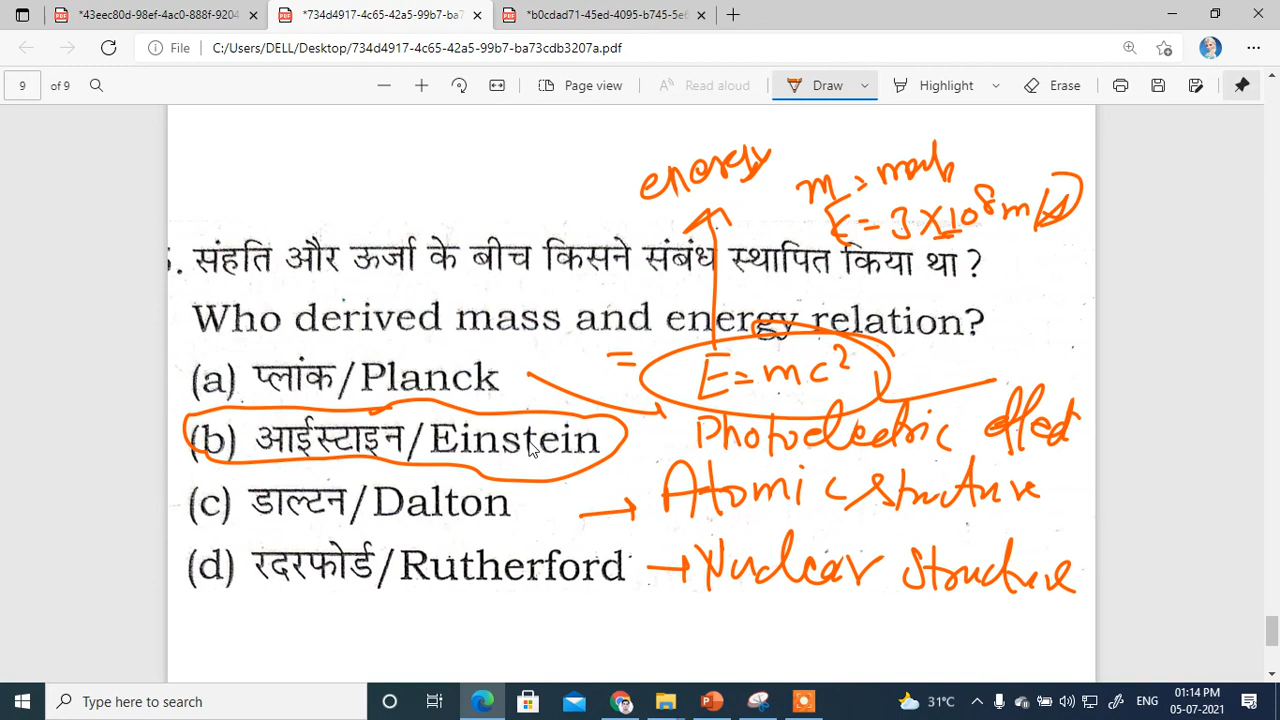 *43eec80d-98ef-4ac0-888f-9204
*734d4917-4c65-42a5-99b7-ba7
*b0cdad71-45ed-4095-b745-5e6
File C:/Users/DELL/Desktop/734d4917-4c65-42a5-99b7-ba73cdb3207a.pdf
9 of 9 Page view Read aloud Draw Highlight Erase
energy
m = mass
= 3 X 10⁸ m/s
. संहति और ऊर्जा के बीच किसने संबंध स्थापित किया था ?
Who derived mass and energy relation?
= E = mc²
(a) प्लांक/Planck
Photoelectric effect
(b) आईस्टाइन/Einstein
(c) डाल्टन/Dalton → Atomic structure
(d) रदरफोर्ड/Rutherford → Nuclear structure
Type here to search
31°C ENG 01:14 PM
05-07-2021